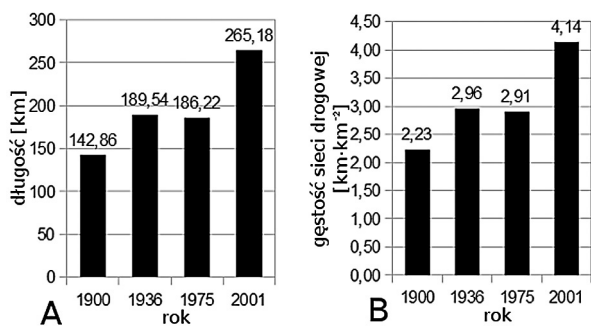 300
250
200
150
100
50
0
długość [km]
142,86
189,54
186,22
265,18
1900 1936 1975 2001
rok
A
4,50
4,00
3,50
3,00
2,50
2,00
1,50
1,00
0,50
0,00
gęstość sieci drogowej
[km·km⁻²]
2,23
2,96
2,91
4,14
1900 1936 1975 2001
rok
B